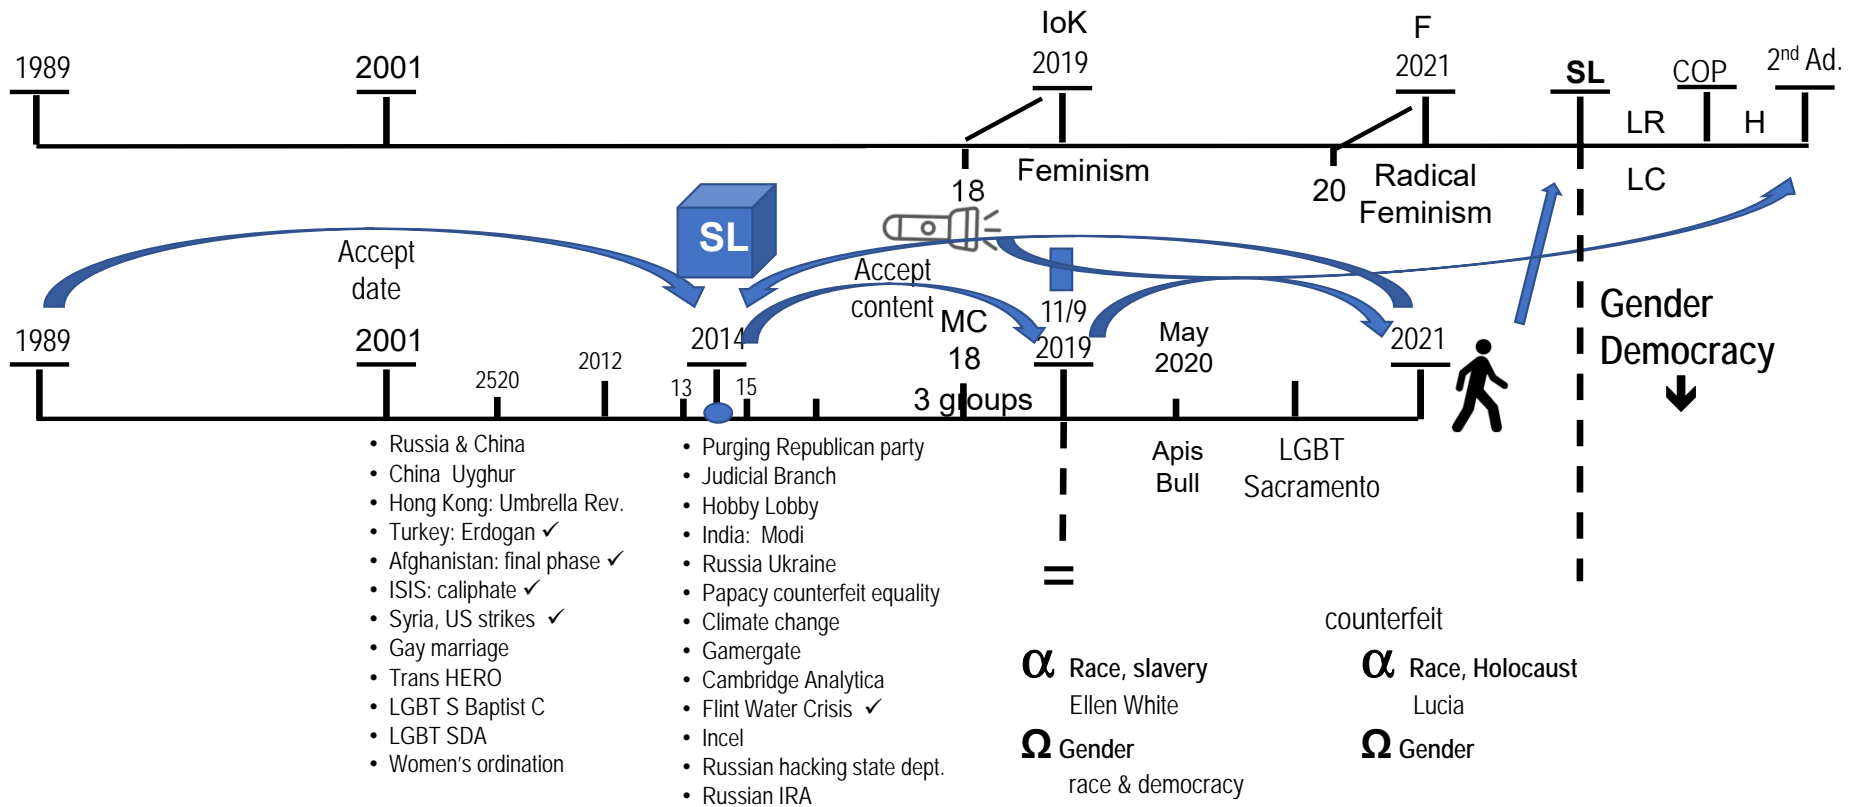 IoK
F
1989
2001
2019
2021
SL
COP
2nd Ad.
LR
H
18
Feminism
20
Radical
Feminism
LC
SL
Accept
date
Accept
content
11/9
Gender
Democracy
1989
2001
2520
2012
13
2014
15
MC
18
3 groups
2019
May
2020
2021
• Russia & China
• China Uyghur
• Hong Kong: Umbrella Rev.
• Turkey: Erdogan ✓
• Afghanistan: final phase ✓
• ISIS: caliphate ✓
• Syria, US strikes ✓
• Gay marriage
• Trans HERO
• LGBT S Baptist C
• LGBT SDA
• Women's ordination
• Purging Republican party
• Judicial Branch
• Hobby Lobby
• India: Modi
• Russia Ukraine
• Papacy counterfeit equality
• Climate change
• Gamergate
• Cambridge Analytica
• Flint Water Crisis ✓
• Incel
• Russian hacking state dept.
• Russian IRA
Apis
Bull
LGBT
Sacramento
=
α Race, slavery
Ellen White
Ω Gender
race & democracy
counterfeit
α Race, Holocaust
Lucia
Ω Gender